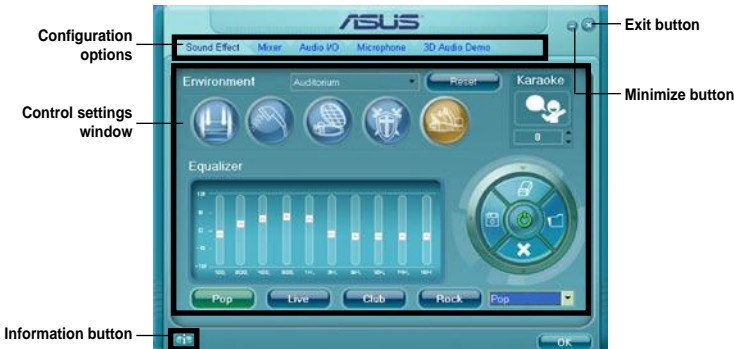 ASUS
Exit button
Configuration options
Sound Effect Mixer Audio I/O Microphone 3D Audio Demo
Minimize button
Environment Auditorium Reset Karaoke
Control settings window
0
Equalizer
Pop Live Club Rock Pop
Information button
OK